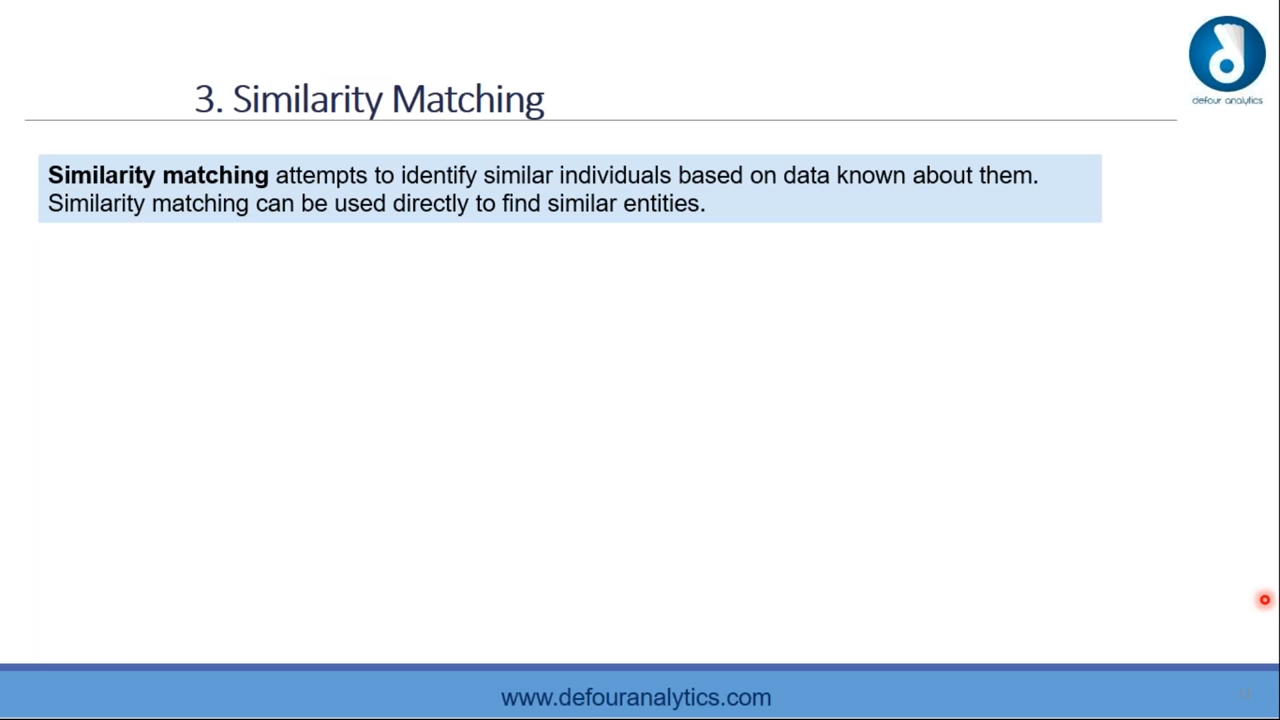 defour analytics
3. Similarity Matching
Similarity matching attempts to identify similar individuals based on data known about them.
Similarity matching can be used directly to find similar entities.
www.defouranalytics.com